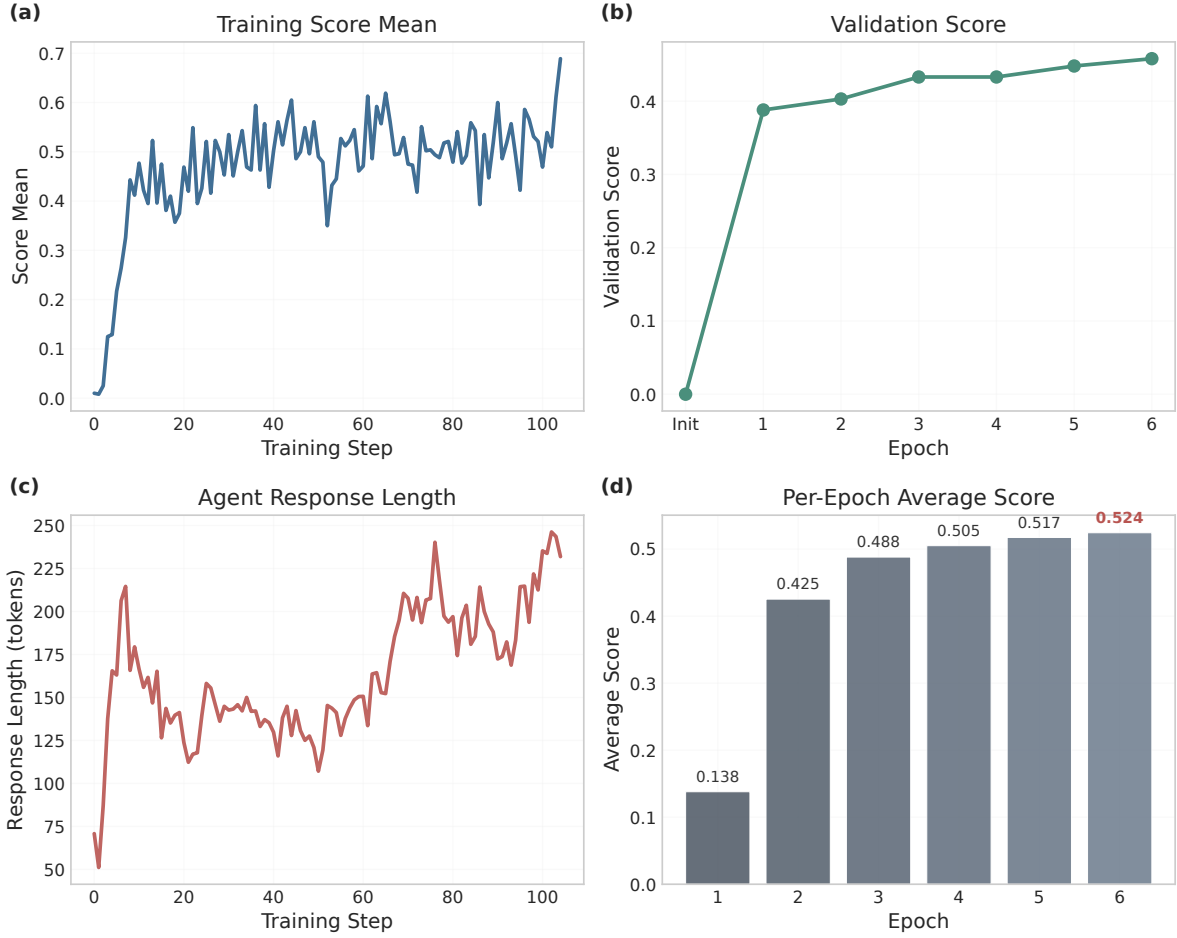 (a)
Training Score Mean
0.7
0.6
0.5
0.4
0.3
0.2
0.1
0.0
Score Mean
0 20 40 60 80 100
Training Step
(b)
Validation Score
0.4
0.3
0.2
0.1
0.0
Validation Score
Init 1 2 3 4 5 6
Epoch
(c)
Agent Response Length
250
225
200
175
150
125
100
75
50
Response Length (tokens)
0 20 40 60 80 100
Training Step
(d)
Per-Epoch Average Score
0.5
0.4
0.3
0.2
0.1
0.0
Average Score
0.138 0.425 0.488 0.505 0.517 0.524
1 2 3 4 5 6
Epoch